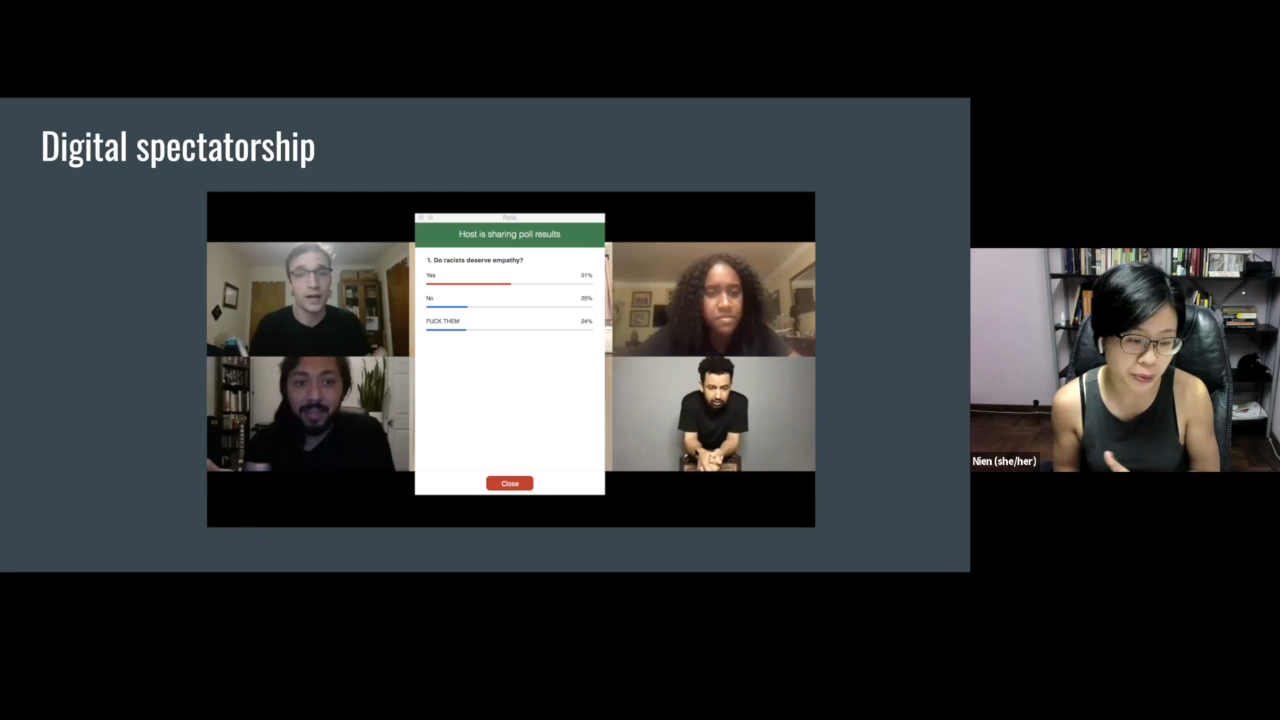 Digital spectatorship
Polls
Host is sharing poll results
1. Do racists deserve empathy?
Yes 51%
No 25%
FUCK THEM 24%
Close
Nien (she/her)